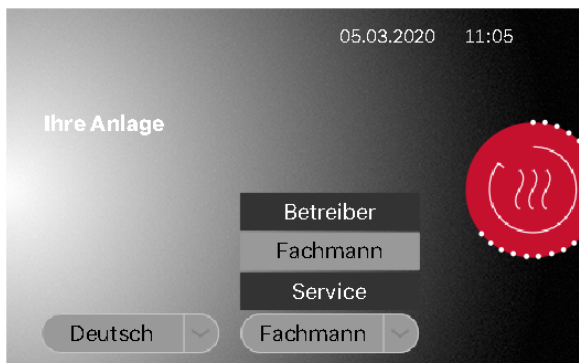 05.03.2020 11:05
Ihre Anlage
Betreiber
Fachmann
Service
Deutsch Fachmann